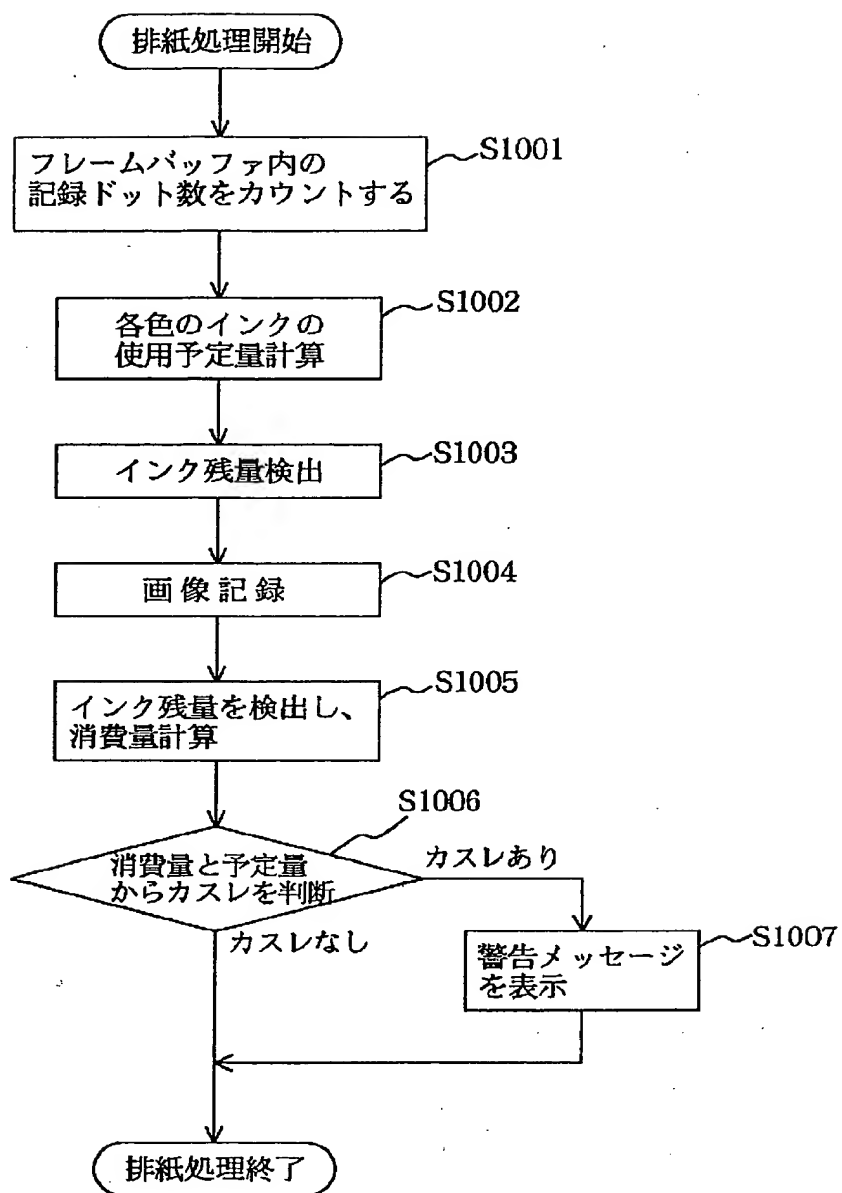 排紙処理開始
フレームバッファ内の
記録ドット数をカウントする
S1001
各色のインクの
使用予定量計算
S1002
インク残量検出
S1003
画像記録
S1004
インク残量を検出し、
消費量計算
S1005
消費量と予定量
からカスレを判断
S1006
カスレあり
カスレなし
警告メッセージ
を表示
S1007
排紙処理終了